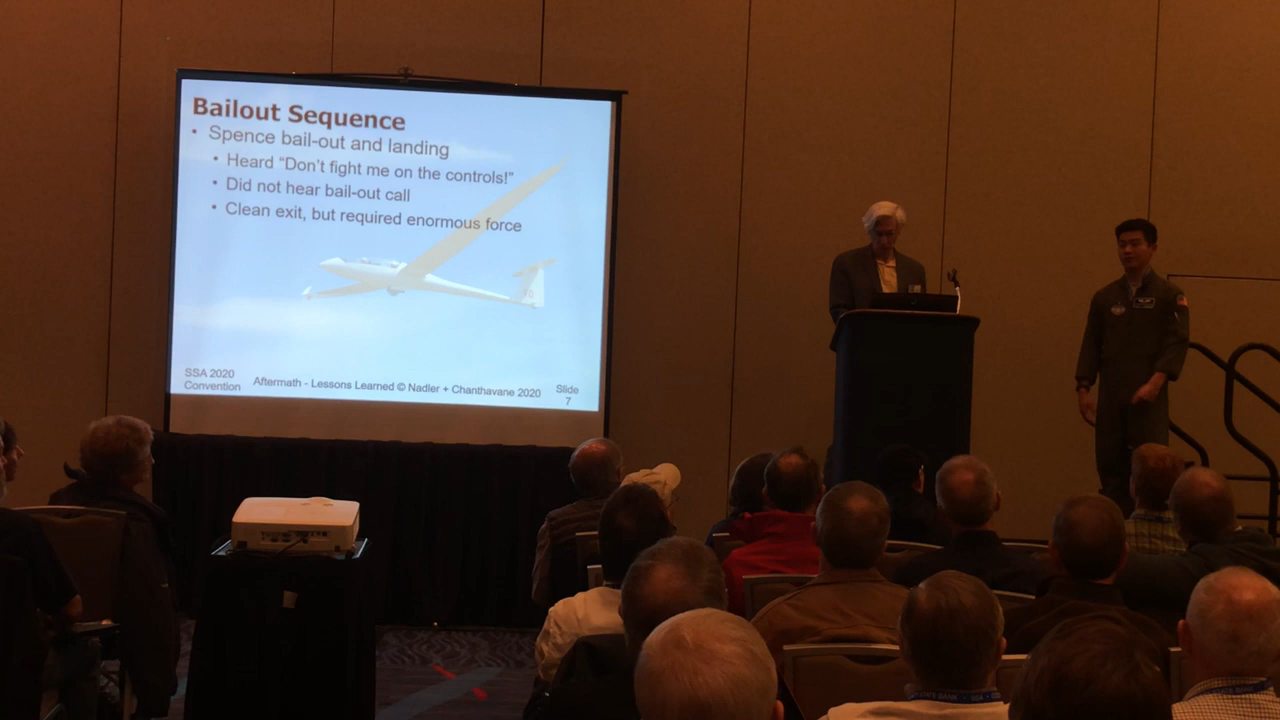 Bailout Sequence
• Spence bail-out and landing
• Heard “Don’t fight me on the controls!”
• Did not hear bail-out call
• Clean exit, but required enormous force
SSA 2020
Convention
Aftermath - Lessons Learned © Nadler + Chanthavane 2020
Slide
7